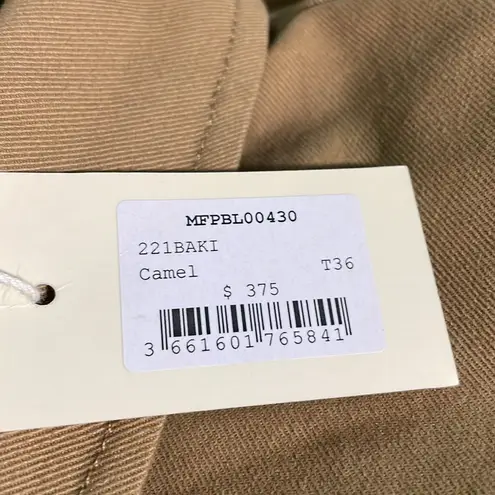 MFPBL00430
221BAKI
Camel T36
$ 375
3 661601 765841